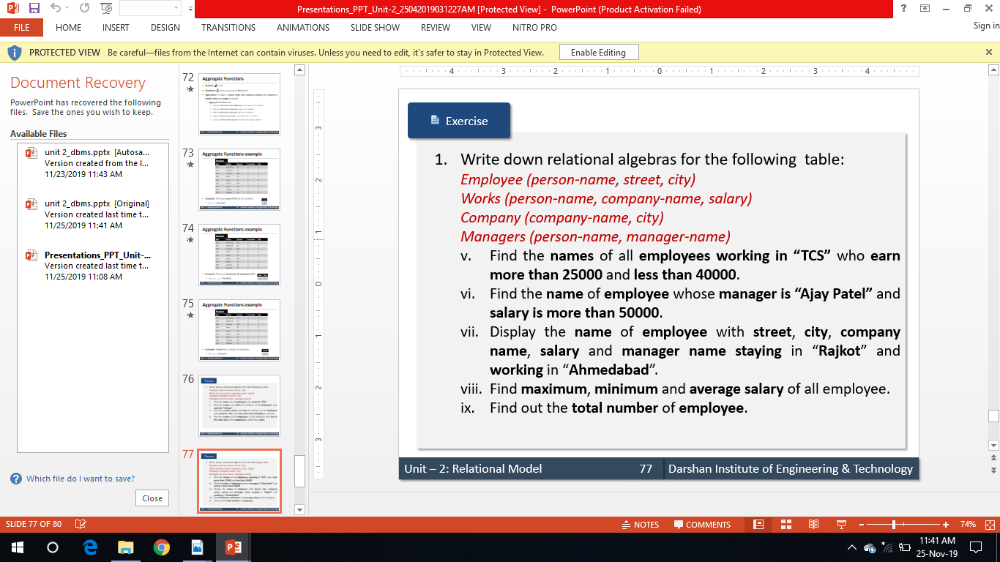 Presentations_PPT_Unit-2_25042019031227AM [Protected View] - PowerPoint (Product Activation Failed)
FILE HOME INSERT DESIGN TRANSITIONS ANIMATIONS SLIDE SHOW REVIEW VIEW NITRO PRO Sign in
PROTECTED VIEW Be careful—files from the Internet can contain viruses. Unless you need to edit, it's safer to stay in Protected View. Enable Editing
Document Recovery
PowerPoint has recovered the following
files. Save the ones you wish to keep.
Available Files
unit 2_dbms.pptx [Autosa...
Version created from the l...
11/23/2019 11:43 AM
unit 2_dbms.pptx [Original]
Version created last time t...
11/25/2019 11:41 AM
Presentations_PPT_Unit-...
Version created last time t...
11/25/2019 11:08 AM
Which file do I want to save?
Close
72
Aggregate Functions
73
Aggregate Functions example
74
Aggregate Functions example
75
Aggregate Functions example
76
77
Exercise
1. Write down relational algebras for the following table:
Employee (person-name, street, city)
Works (person-name, company-name, salary)
Company (company-name, city)
Managers (person-name, manager-name)
v. Find the names of all employees working in “TCS” who earn
more than 25000 and less than 40000.
vi. Find the name of employee whose manager is “Ajay Patel” and
salary is more than 50000.
vii. Display the name of employee with street, city, company
name, salary and manager name staying in “Rajkot” and
working in “Ahmedabad”.
viii. Find maximum, minimum and average salary of all employee.
ix. Find out the total number of employee.
Unit – 2: Relational Model 77 Darshan Institute of Engineering & Technology
SLIDE 77 OF 80 NOTES COMMENTS 74%
11:41 AM
25-Nov-19